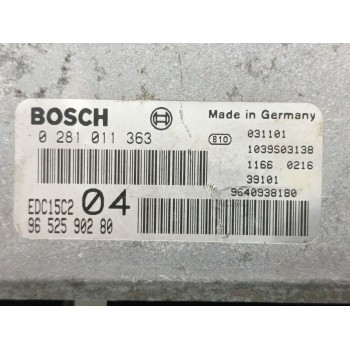 Made in Germany
BOSCH
0 281 011 363
810 031101
1039S03138
1166 0216
39101
9640938180
EDC15C2 04
96 525 902 80